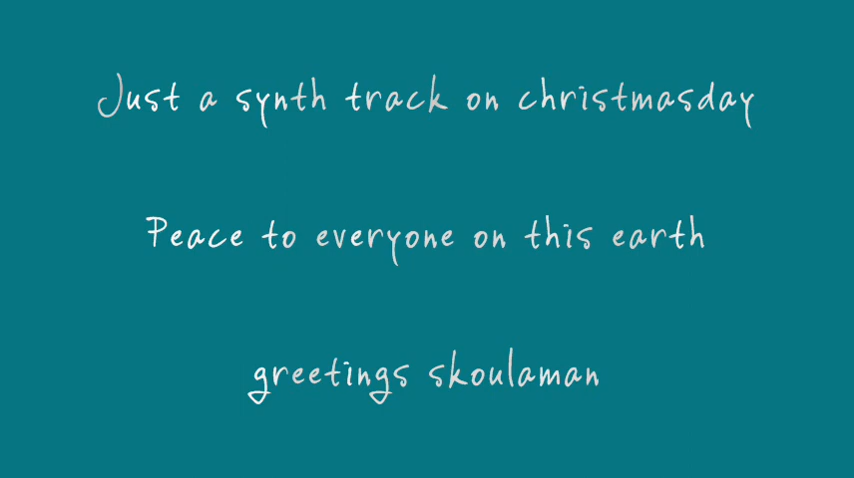 Just a synth track on christmasday
Peace to everyone on this earth
greetings skoulaman